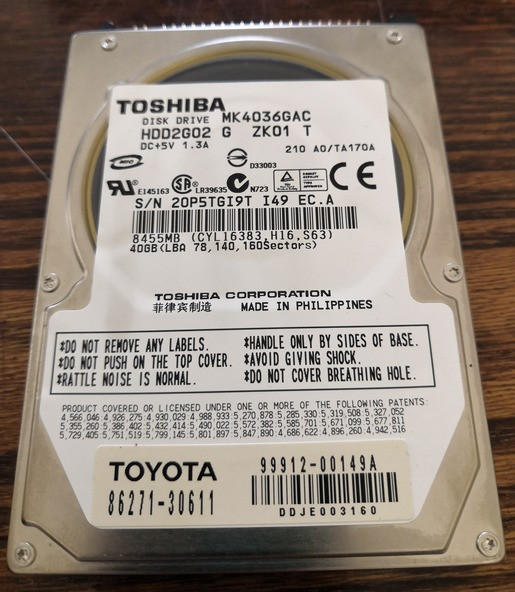 TOSHIBA
DISK DRIVE MK4036GAC
HDD2G02 G ZK01 T
DC+5V 1.3A 210 A0/TA170A
D33003
E145163 LR39635 N723
S/N 20P5TGI9T I49 EC.A
8455MB (CYL16383,H16,S63)
40GB(LBA 78,140,160Sectors)
TOSHIBA CORPORATION
菲律宾制造 MADE IN PHILIPPINES
*DO NOT REMOVE ANY LABELS. *HANDLE ONLY BY SIDES OF BASE.
*DO NOT PUSH ON THE TOP COVER. *AVOID GIVING SHOCK.
*RATTLE NOISE IS NORMAL. *DO NOT COVER BREATHING HOLE.
PRODUCT COVERED OR LICENSED UNDER ONE OR MORE OF THE FOLLOWING PATENTS:
4,566,046 4,926,275 4,930,029 4,988,933 5,270,878 5,285,330 5,319,508 5,327,052
5,355,260 5,386,402 5,432,414 5,490,022 5,572,382 5,585,701 5,671,099 5,677,811
5,729,405 5,751,519 5,799,145 5,801,897 5,847,890 4,686,622 4,896,260 4,942,516
TOYOTA 99912-00149A
86271-30611
DDJE003160